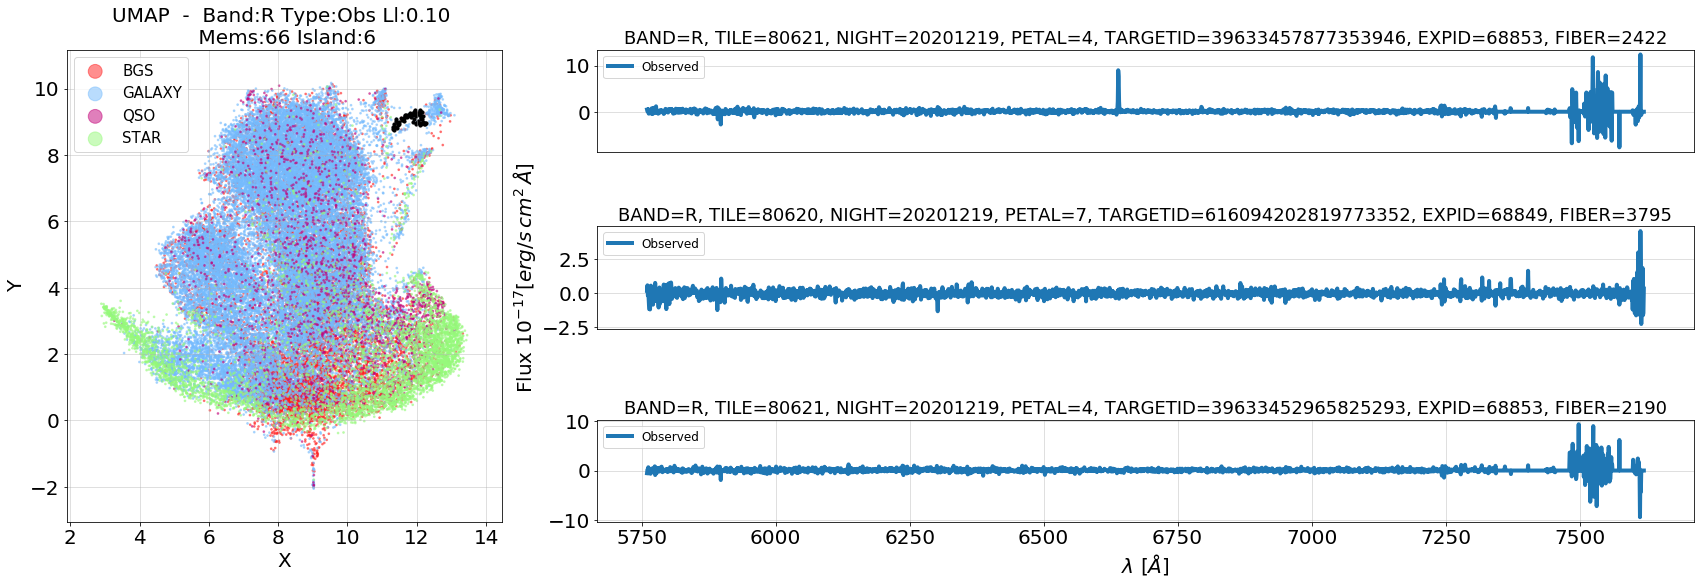 UMAP - Band:R Type:Obs Ll:0.10
Mems:66 Island:6
BGS
GALAXY
QSO
STAR
10
8
6
4
2
0
−2
Y
2
4
6
8
10
12
14
X
Flux 10⁻¹⁷[erg/s cm² Å]
BAND=R, TILE=80621, NIGHT=20201219, PETAL=4, TARGETID=39633457877353946, EXPID=68853, FIBER=2422
Observed
10
0
BAND=R, TILE=80620, NIGHT=20201219, PETAL=7, TARGETID=616094202819773352, EXPID=68849, FIBER=3795
Observed
2.5
0.0
−2.5
BAND=R, TILE=80621, NIGHT=20201219, PETAL=4, TARGETID=39633452965825293, EXPID=68853, FIBER=2190
Observed
10
0
−10
5750
6000
6250
6500
6750
7000
7250
7500
λ [Å]